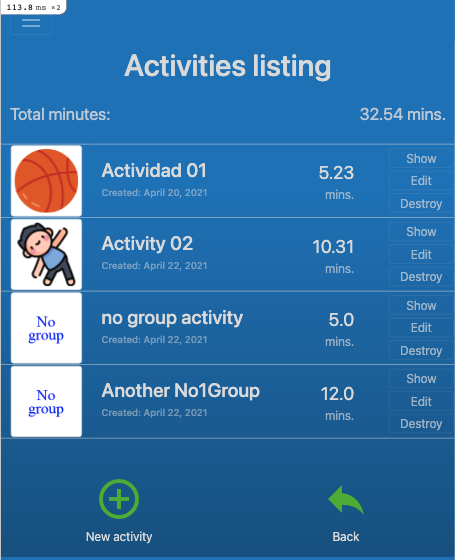 113.8 ms ×2
Activities listing
Total minutes: 32.54 mins.
Actividad 01
Created: April 20, 2021
5.23
mins.
Show
Edit
Destroy
Activity 02
Created: April 22, 2021
10.31
mins.
Show
Edit
Destroy
No
group
no group activity
Created: April 22, 2021
5.0
mins.
Show
Edit
Destroy
No
group
Another No1Group
Created: April 22, 2021
12.0
mins.
Show
Edit
Destroy
New activity
Back